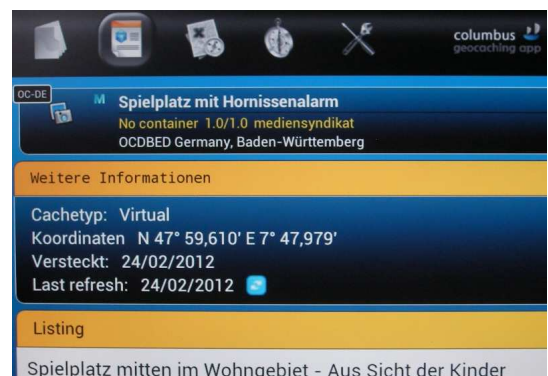 columbus
geocaching app
OC-DE
M Spielplatz mit Hornissenalarm
No container 1.0/1.0 mediensyndikat
OCDBED Germany, Baden-Württemberg
Weitere Informationen
Cachetyp: Virtual
Koordinaten N 47° 59,610' E 7° 47,979'
Versteckt: 24/02/2012
Last refresh: 24/02/2012
Listing
Spielplatz mitten im Wohngebiet - Aus Sicht der Kinder